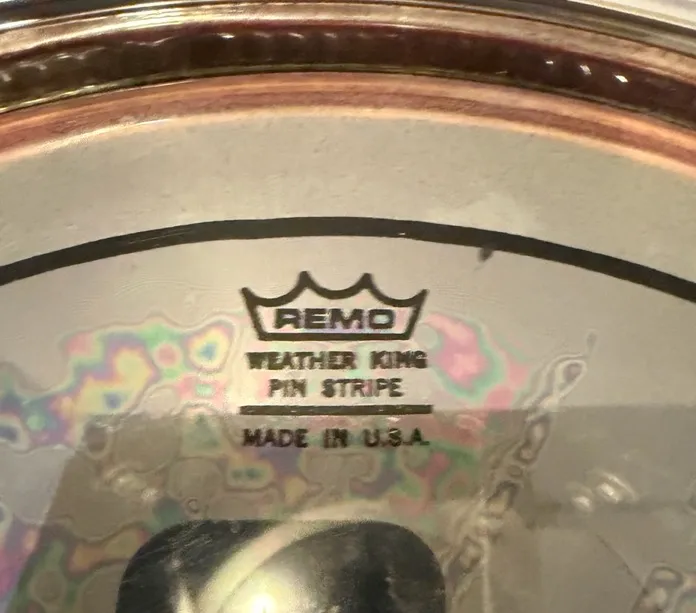 REMO
WEATHER KING
PIN STRIPE
MADE IN U.S.A.